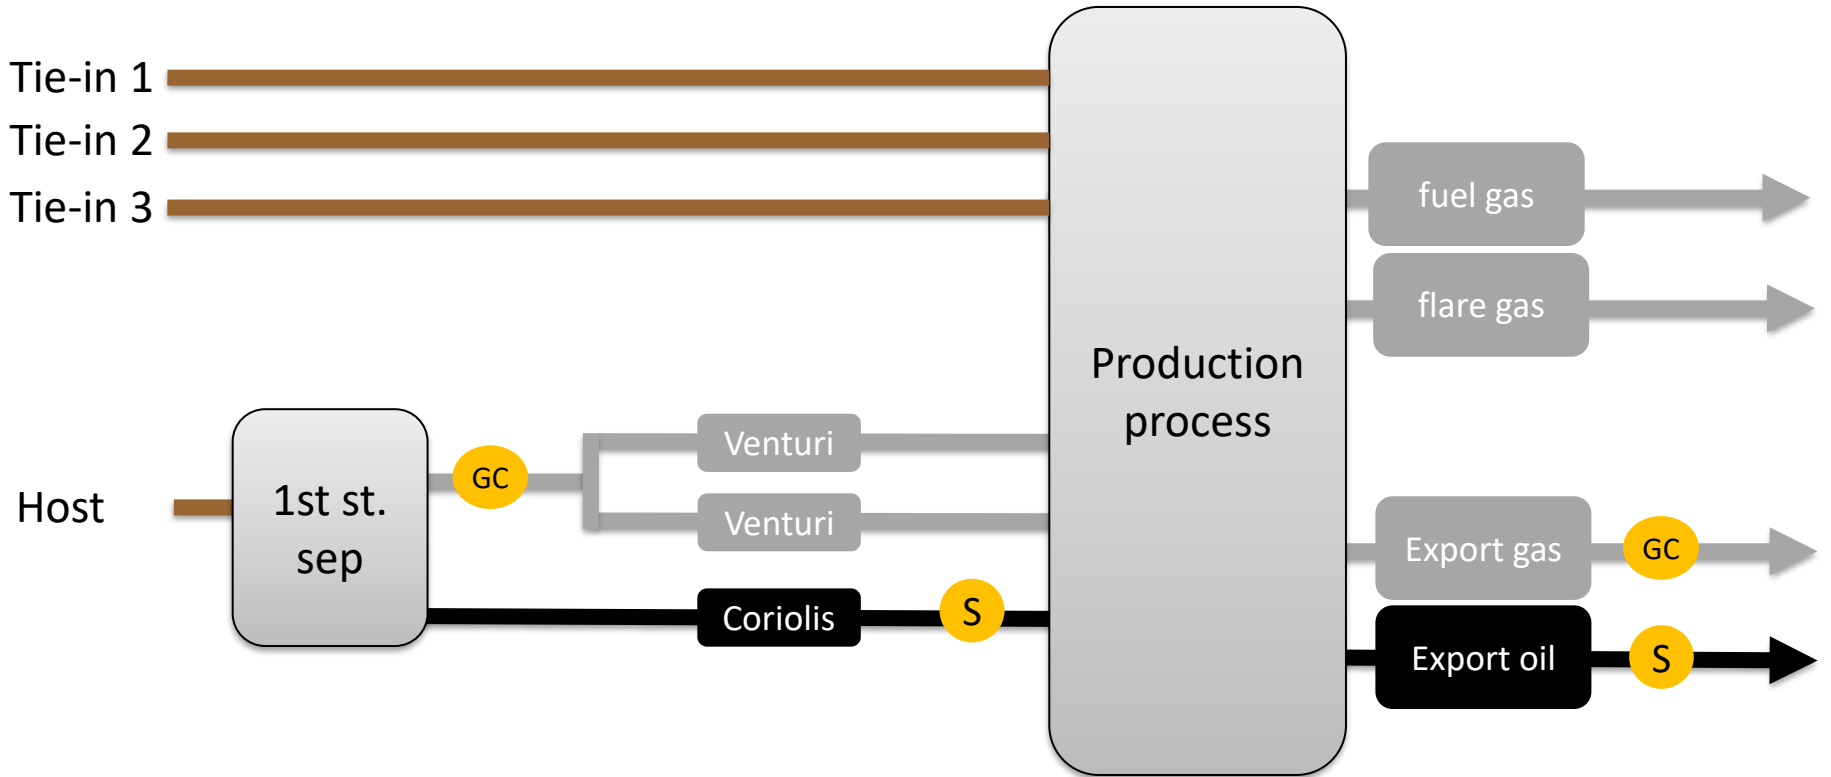 Tie-in 1
Tie-in 2
Tie-in 3
fuel gas
flare gas
Production
process
Venturi
GC
Host
1st st.
sep
Venturi
Export gas
GC
Coriolis
S
Export oil
S